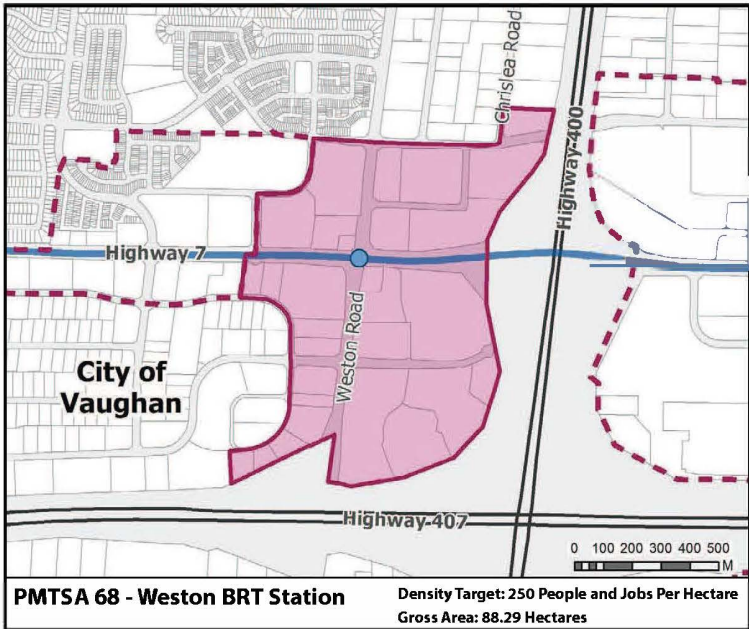 Chrislea Road
Highway 400
Highway 7
Weston Road
City of
Vaughan
Highway 407
0 100 200 300 400 500
M
PMTSA 68 - Weston BRT Station
Density Target: 250 People and Jobs Per Hectare
Gross Area: 88.29 Hectares